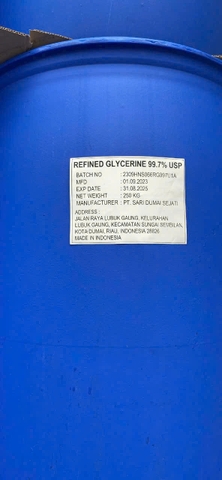 REFINED GLYCERINE 99.7% USP
BATCH NO :
MFD : 01.09.2023
EXP DATE : 31.08.2025
NET WEIGHT : 250 KG
MANUFACTURER : PT. SARI DUMAI SEJATI
ADDRESS :
JALAN RAYA LUBUK GAUNG, KELURAHAN
LUBUK GAUNG, KECAMATAN SUNGAI SEMBILAN,
KOTA DUMAI, RIAU, INDONESIA 28826
MADE IN INDONESIA